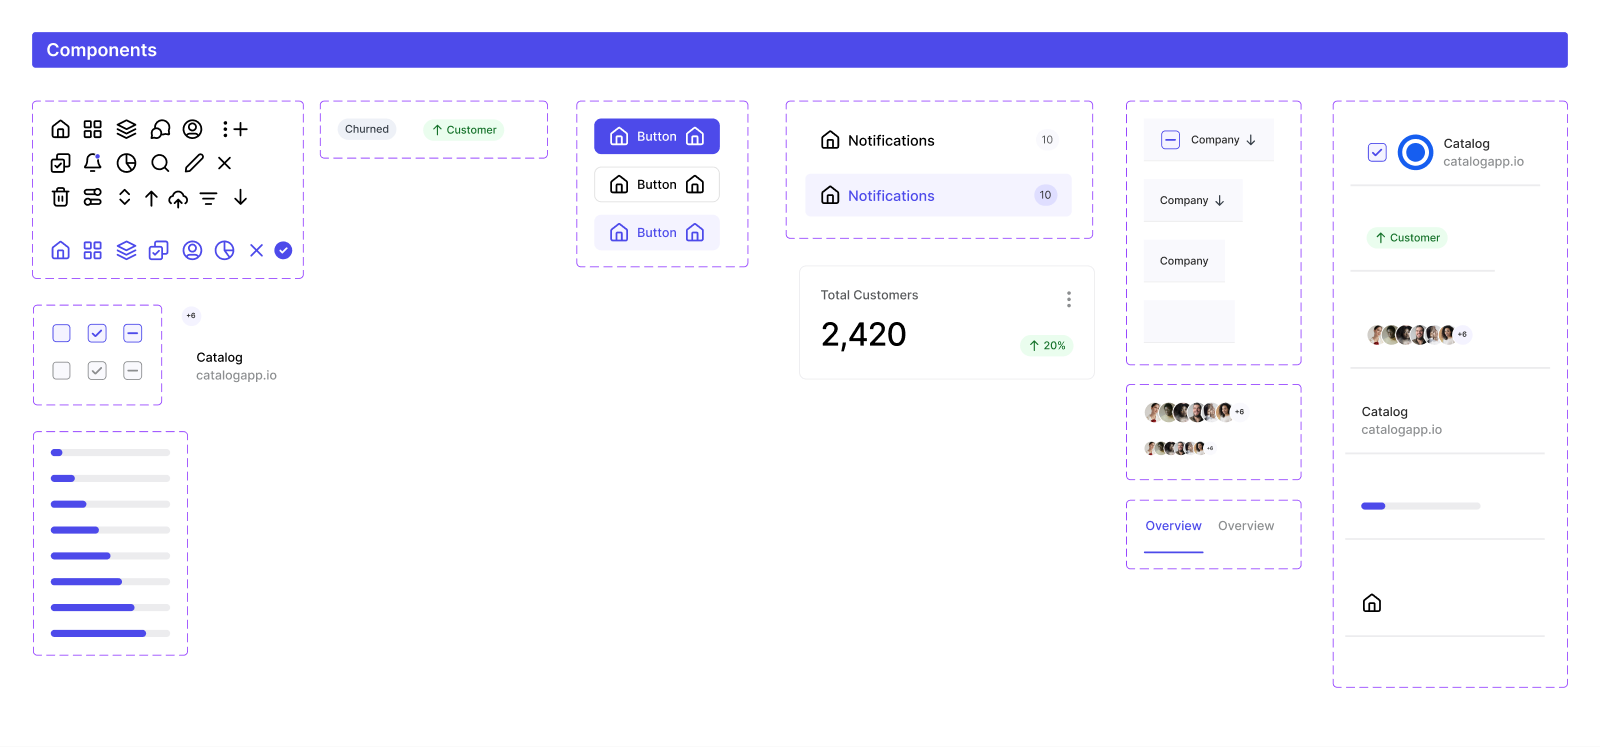 Components
Churned
Customer
Button
Button
Button
Notifications
10
Notifications
10
Total Customers
2,420
20%
Company
Company
Company
+6
+6
Overview Overview
Catalog
catalogapp.io
Customer
+6
Catalog
catalogapp.io
+6
Catalog
catalogapp.io